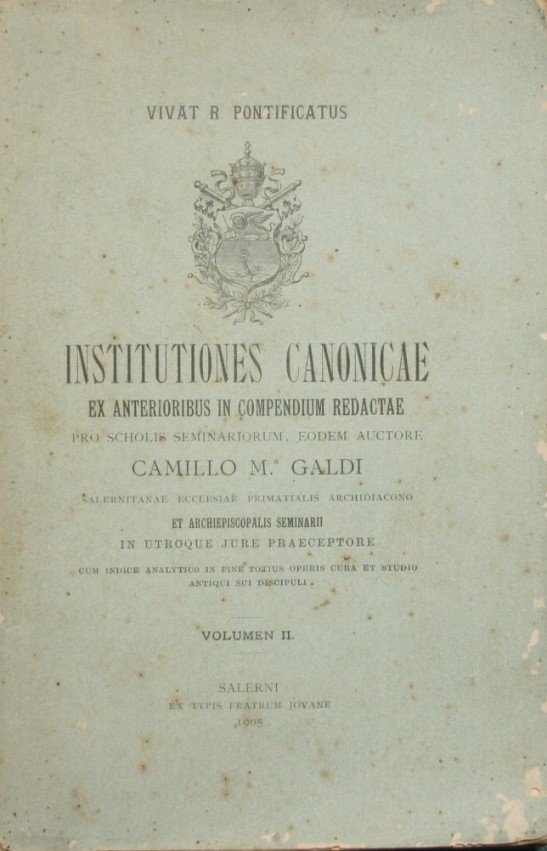 VIVAT R PONTIFICATUS
INSTITUTIONES CANONICAE
EX ANTERIORIBUS IN COMPENDIUM REDACTAE
PRO SCHOLIS SEMINARIORUM, EODEM AUCTORE
CAMILLO M.ª GALDI
SALERNITANAE ECCLESIAE PRIMATIALIS ARCHIDIACONO
ET ARCHIEPISCOPALIS SEMINARII
IN UTROQUE JURE PRAECEPTORE
CUM INDICE ANALYTICO IN FINE TOTIUS OPERIS CURA ET STUDIO
ANTIQUI SUI DISCIPULI.
VOLUMEN II.
SALERNI
EX TYPIS FRATRUM JOVANE
1905